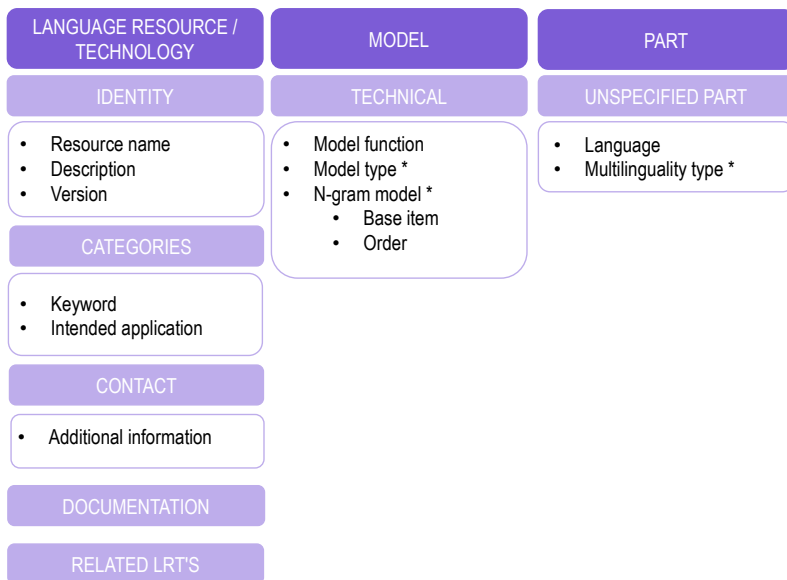 LANGUAGE RESOURCE /
TECHNOLOGY
IDENTITY
• Resource name
• Description
• Version
CATEGORIES
• Keyword
• Intended application
CONTACT
• Additional information
DOCUMENTATION
RELATED LRT'S
MODEL
TECHNICAL
• Model function
• Model type *
• N-gram model *
• Base item
• Order
PART
UNSPECIFIED PART
• Language
• Multilinguality type *